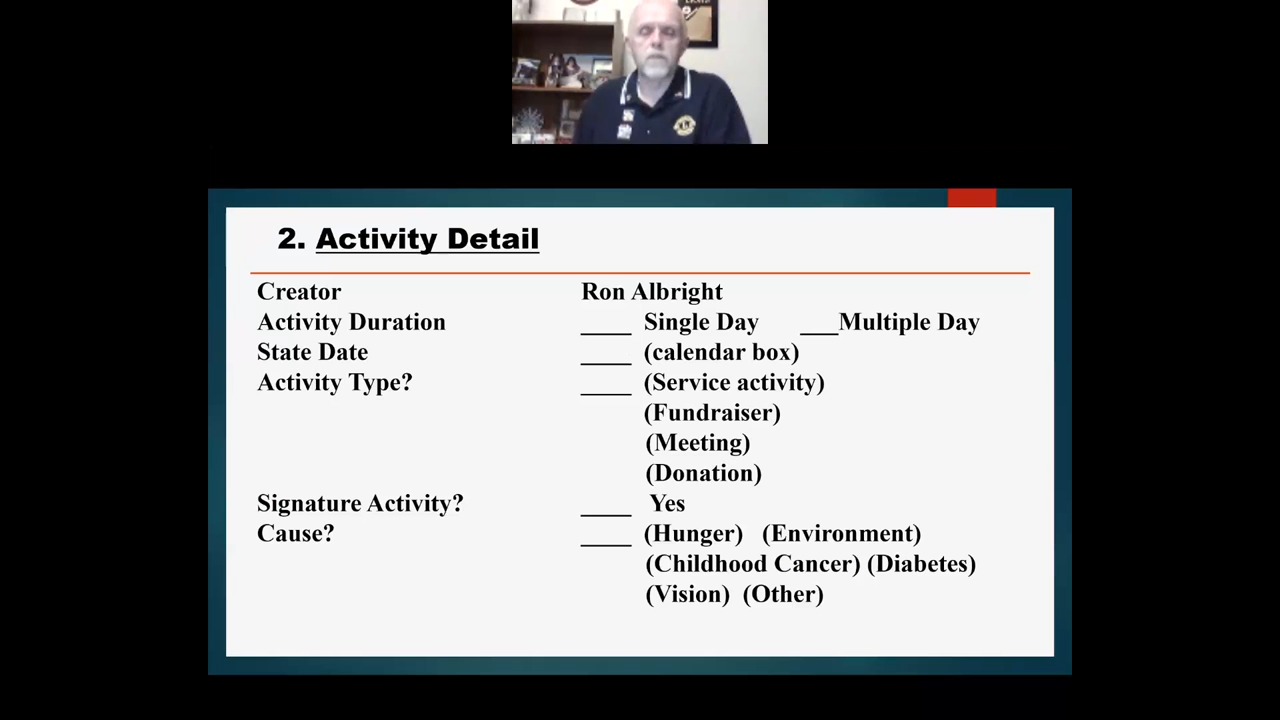 2. Activity Detail
Creator Ron Albright
Activity Duration ____ Single Day ___Multiple Day
State Date ____ (calendar box)
Activity Type? ____ (Service activity)
(Fundraiser)
(Meeting)
(Donation)
Signature Activity? ____ Yes
Cause? ____ (Hunger) (Environment)
(Childhood Cancer) (Diabetes)
(Vision) (Other)